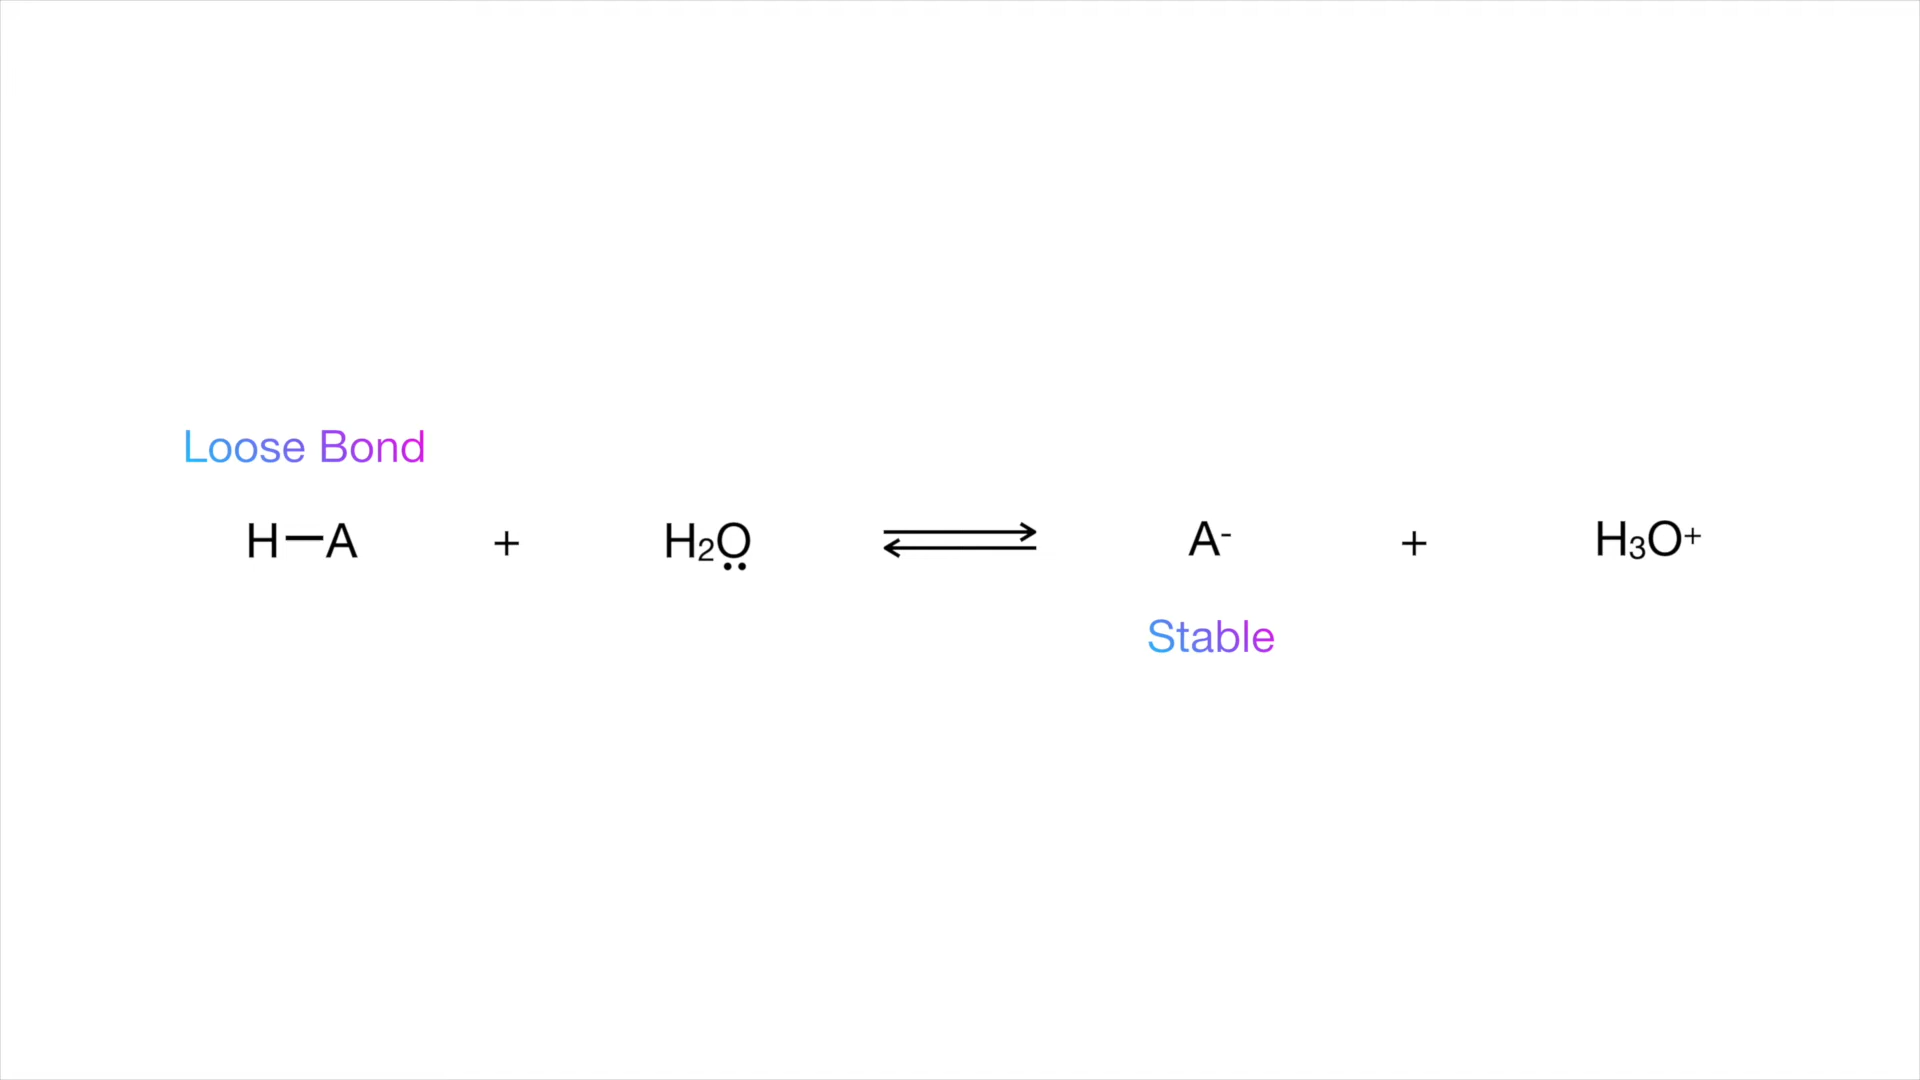 Loose Bond
H—A + H₂O ⇌ A⁻ + H₃O⁺
Stable